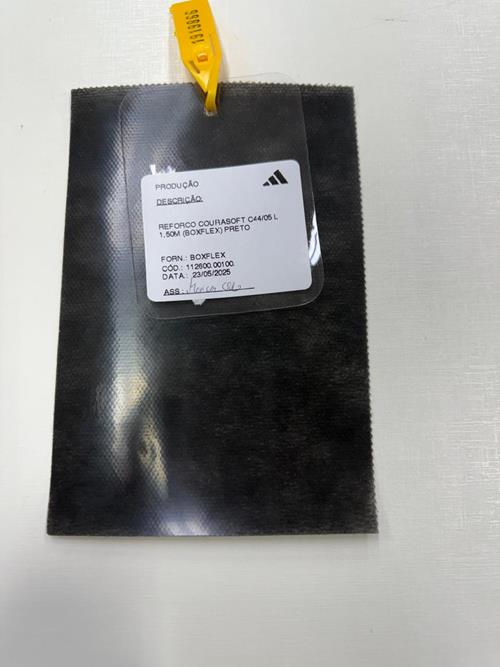 1519866
PRODUÇÃO
DESCRIÇÃO:
REFORCO COURASOFT C44/05 L
1,50M (BOXFLEX) PRETO
FORN.: BOXFLEX
CÓD.: 112600.00100.
DATA.: 23/05/2025
ASS.: